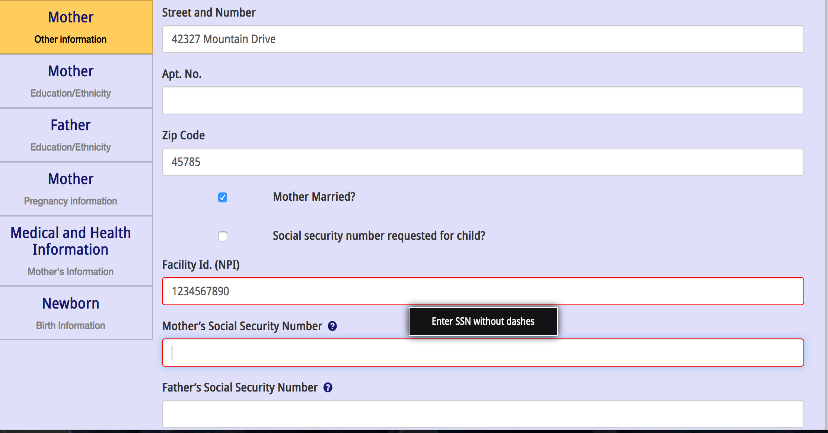 Mother
Other information
Mother
Education/Ethnicity
Father
Education/Ethnicity
Mother
Pregnancy information
Medical and Health
Information
Mother's Information
Newborn
Birth Information
Street and Number
42327 Mountain Drive
Apt. No.
Zip Code
45785
Mother Married?
Social security number requested for child?
Facility Id. (NPI)
1234567890
Enter SSN without dashes
Mother's Social Security Number ?
Father's Social Security Number ?